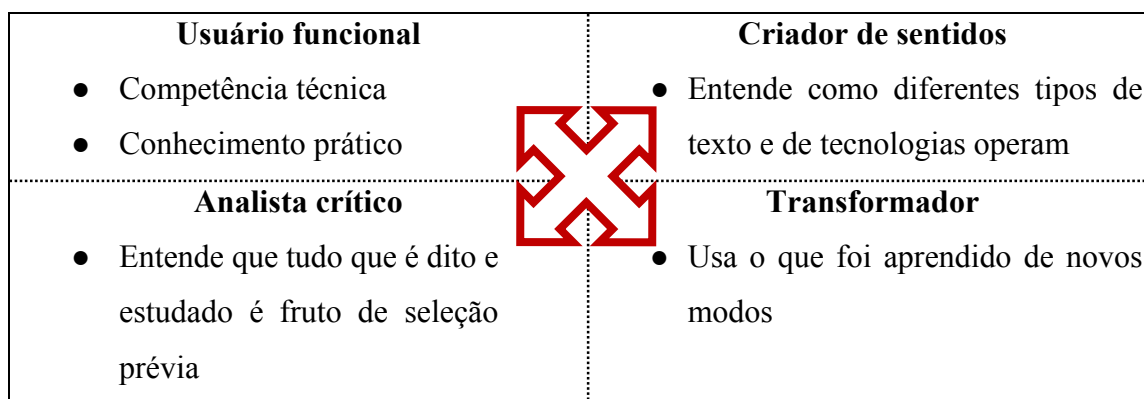 Usuário funcional
● Competência técnica
● Conhecimento prático
Criador de sentidos
● Entende como diferentes tipos de
texto e de tecnologias operam
Analista crítico
● Entende que tudo que é dito e
estudado é fruto de seleção
prévia
Transformador
● Usa o que foi aprendido de novos
modos